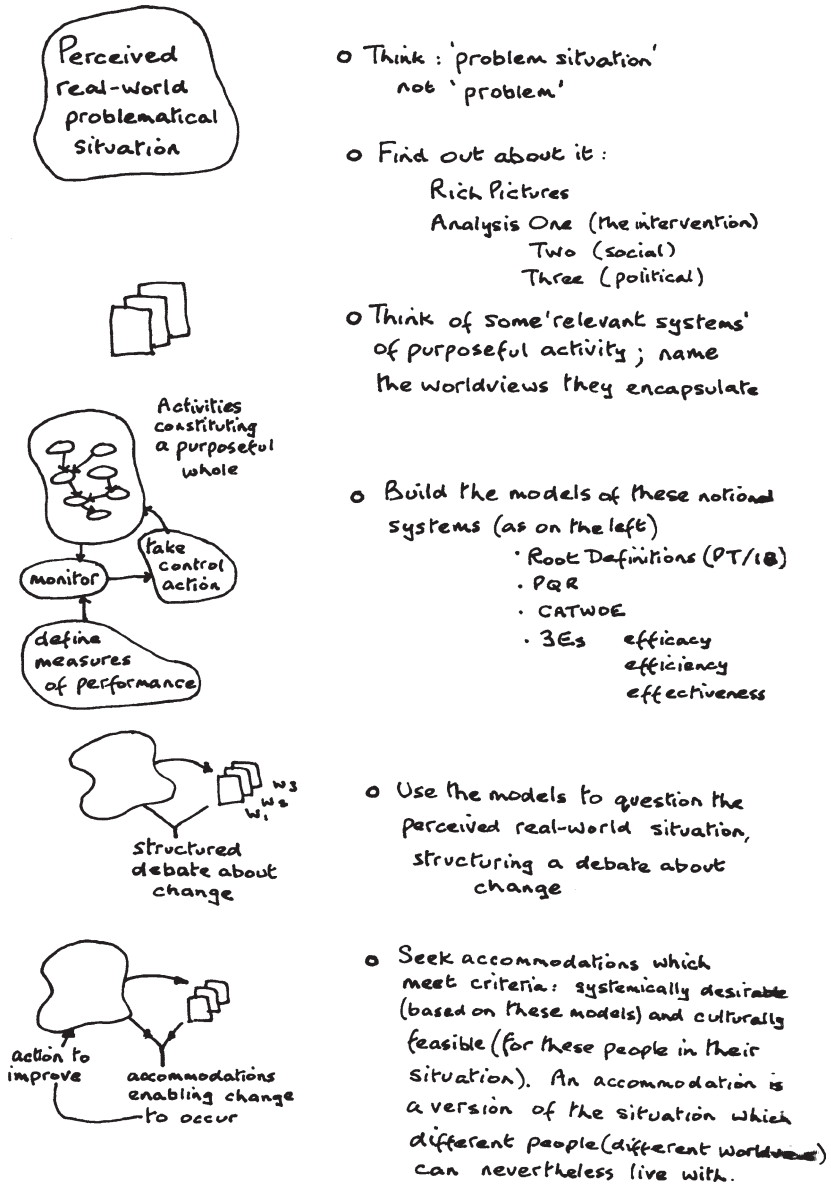 Perceived
real-world
problematical
situation
o Think : 'problem situation'
not 'problem'
o Find out about it :
Rich Pictures
Analysis One (the intervention)
Two (social)
Three (political)
o Think of some 'relevant systems'
of purposeful activity ; name
the worldviews they encapsulate
Activities
constituting
a purposeful
whole
take
control
action
monitor
define
measures
of performance
o Build the models of these notional
systems (as on the left)
· Root Definitions (PT/1B)
· PQR
· CATWOE
· 3Es efficacy
efficiency
effectiveness
W3
W2
W1
structured
debate about
change
o Use the models to question the
perceived real-world situation,
structuring a debate about
change
action to
improve
accommodations
enabling change
to occur
o Seek accommodations which
meet criteria: systemically desirable
(based on these models) and culturally
feasible (for these people in their
situation). An accommodation is
a version of the situation which
different people (different worldviews)
can nevertheless live with.